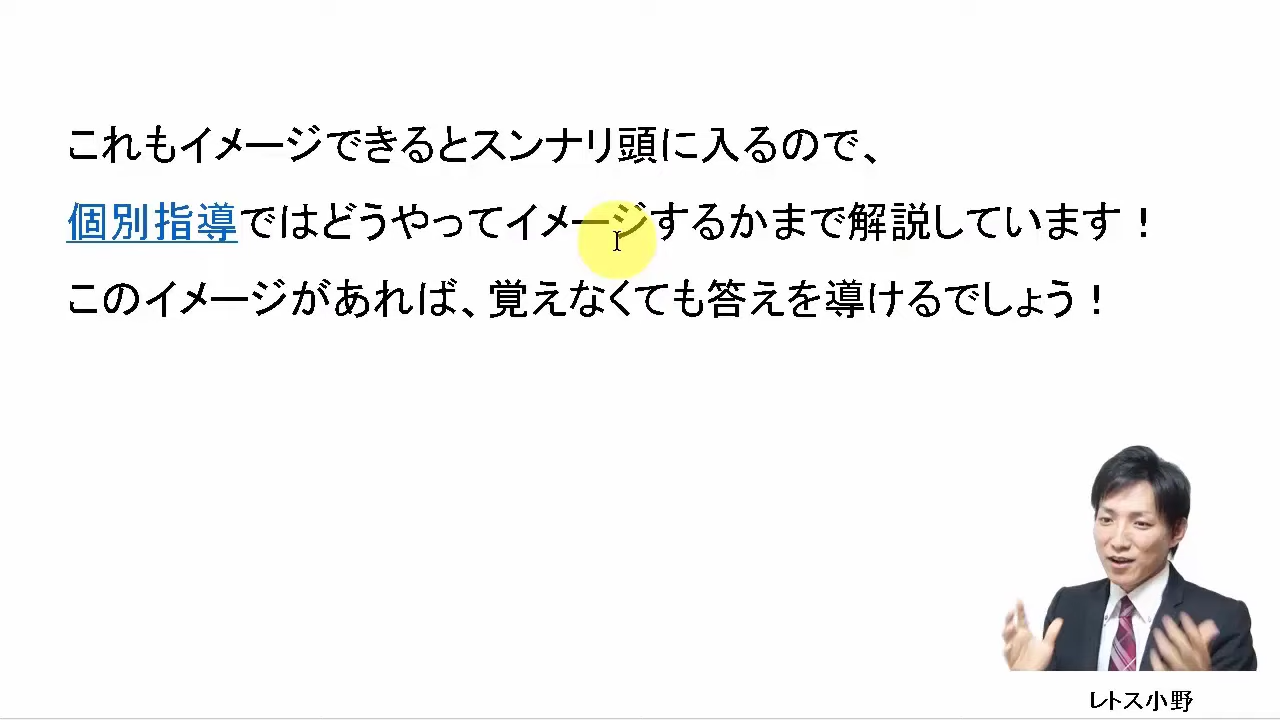 これもイメージできるとスンナリ頭に入るので、
個別指導ではどうやってイメージするかまで解説しています！
このイメージがあれば、覚えなくても答えを導けるでしょう！
レトス小野